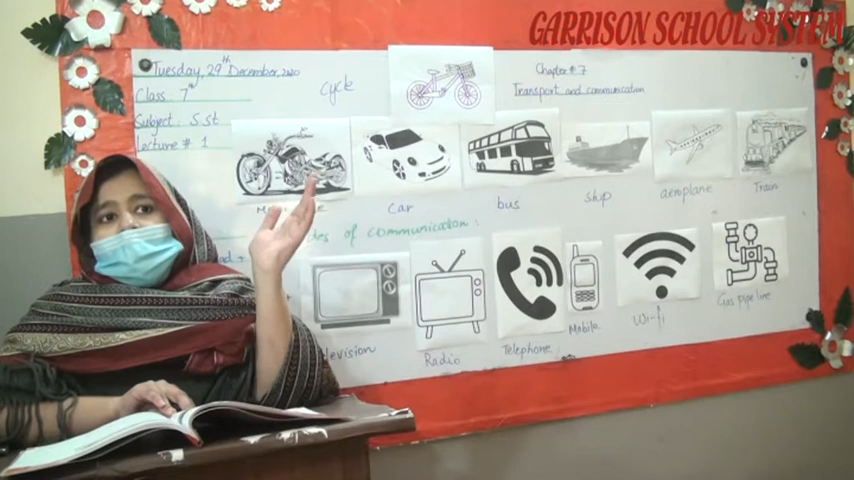 GARRISON SCHOOL SYSTEM
Tuesday, 29th December, 2020
Class: 7th
Subject: S.St
Lecture # 1
Cycle
Chapter # 7
Transport and communication
Car
bus
ship
aeroplane
Train
of communication:
Radio
Telephone
Mobile
Wi-fi
Gas pipe line